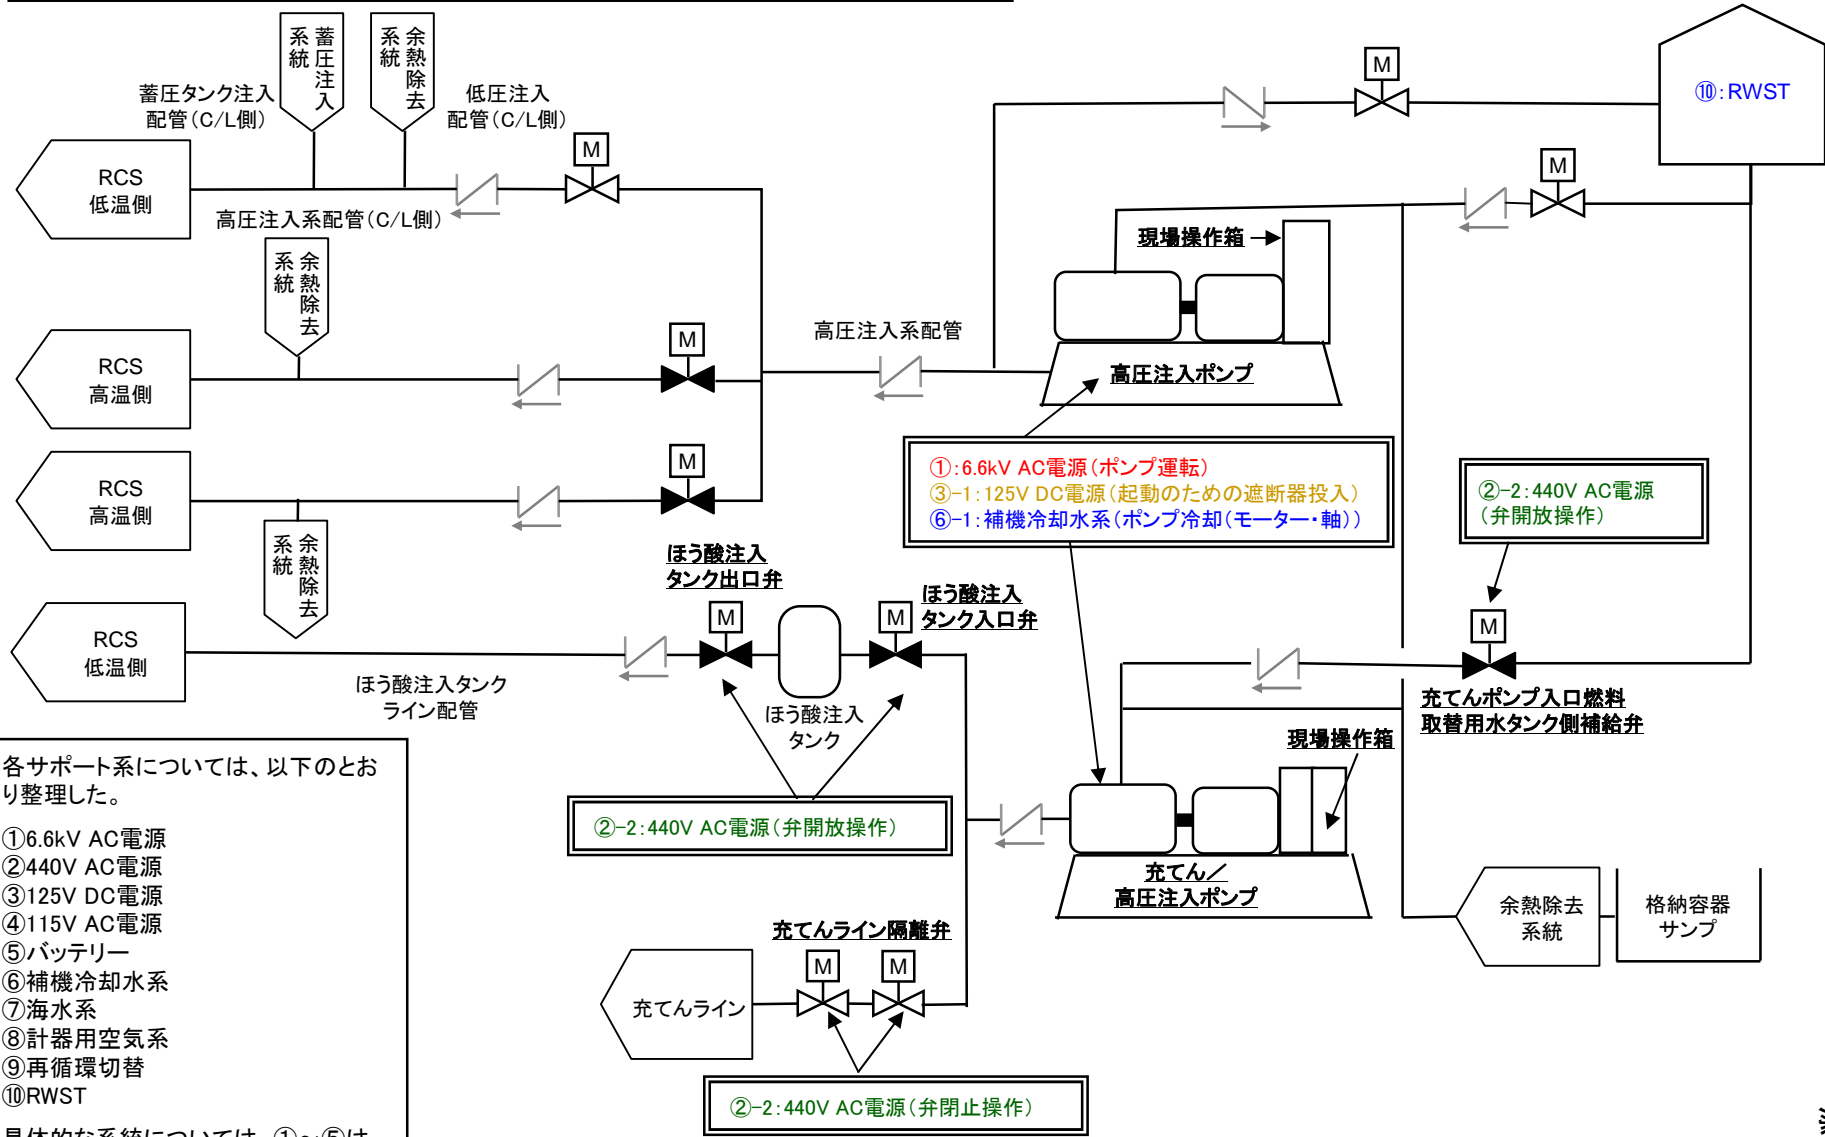 蓄圧注入
系統
余熱除去
系統
蓄圧タンク注入
配管(C/L側)
低圧注入
配管(C/L側)
M
M
⑩:RWST
RCS
低温側
M
高圧注入系配管(C/L側)
現場操作箱
余熱除去
系統
RCS
高温側
M
高圧注入系配管
高圧注入ポンプ
RCS
高温側
M
①:6.6kV AC電源(ポンプ運転)
③-1:125V DC電源(起動のための遮断器投入)
⑥-1:補機冷却水系(ポンプ冷却(モーター・軸))
②-2:440V AC電源
(弁開放操作)
余熱除去
系統
ほう酸注入
タンク出口弁
ほう酸注入
タンク入口弁
M
M
M
RCS
低温側
ほう酸注入タンク
ライン配管
ほう酸注入
タンク
充てんポンプ入口燃料
取替用水タンク側補給弁
現場操作箱
②-2:440V AC電源(弁開放操作)
充てん/
高圧注入ポンプ
余熱除去
系統
格納容器
サンプ
充てんライン隔離弁
M
M
充てんライン
②-2:440V AC電源(弁閉止操作)
各サポート系については、以下のとお
り整理した。
①6.6kV AC電源
②440V AC電源
③125V DC電源
④115V AC電源
⑤バッテリー
⑥補機冷却水系
⑦海水系
⑧計器用空気系
⑨再循環切替
⑩RWST
具体的な系統については、①~⑤は